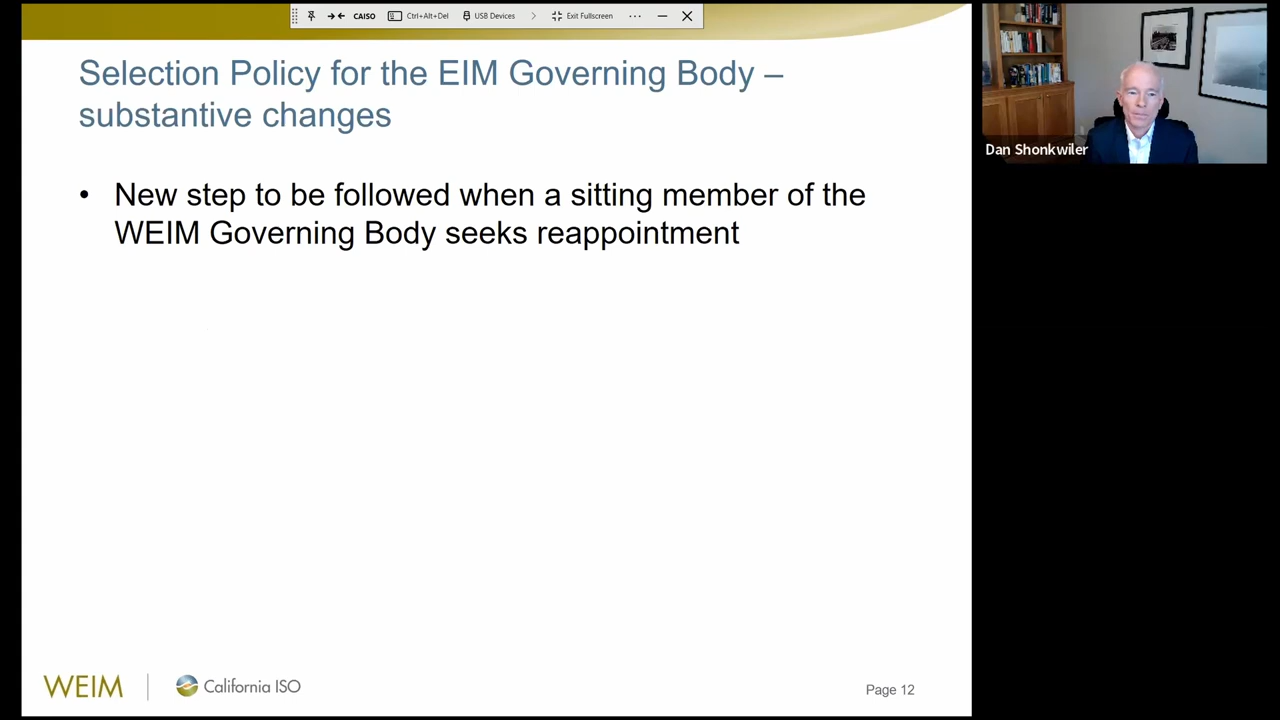 CAISO Ctrl+Alt+Del USB Devices Exit Fullscreen
Selection Policy for the EIM Governing Body –
substantive changes
• New step to be followed when a sitting member of the
WEIM Governing Body seeks reappointment
Dan Shonkwiler
WEIM California ISO
Page 12